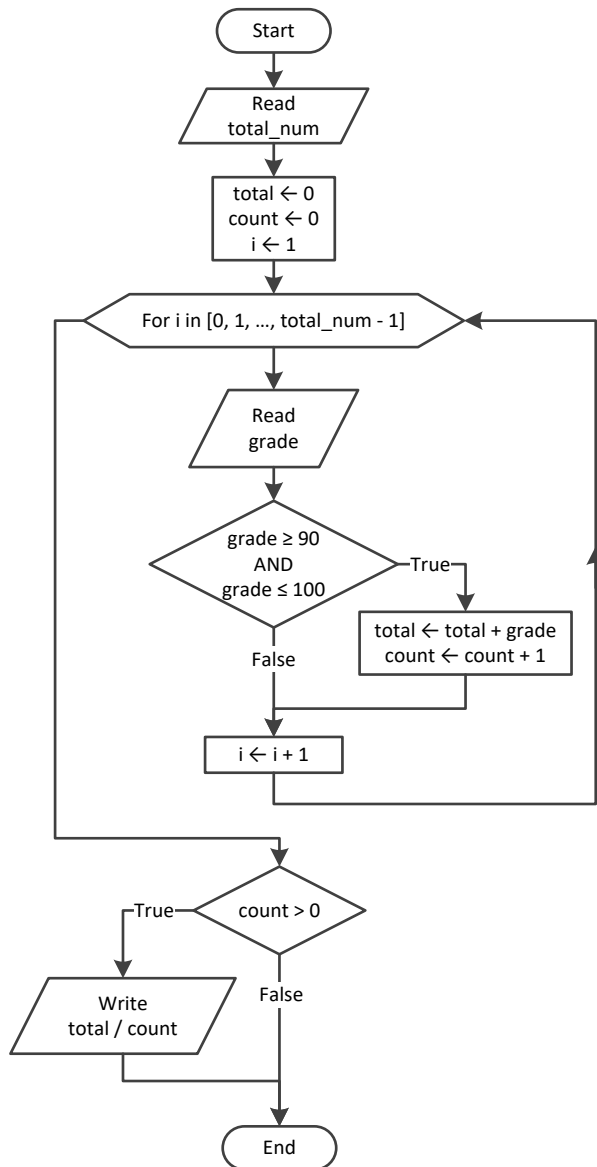 Start
Read
total_num
total ← 0
count ← 0
i ← 1
For i in [0, 1, …, total_num - 1]
Read
grade
grade ≥ 90
AND
grade ≤ 100
True
total ← total + grade
count ← count + 1
False
i ← i + 1
count > 0
True
Write
total / count
False
End